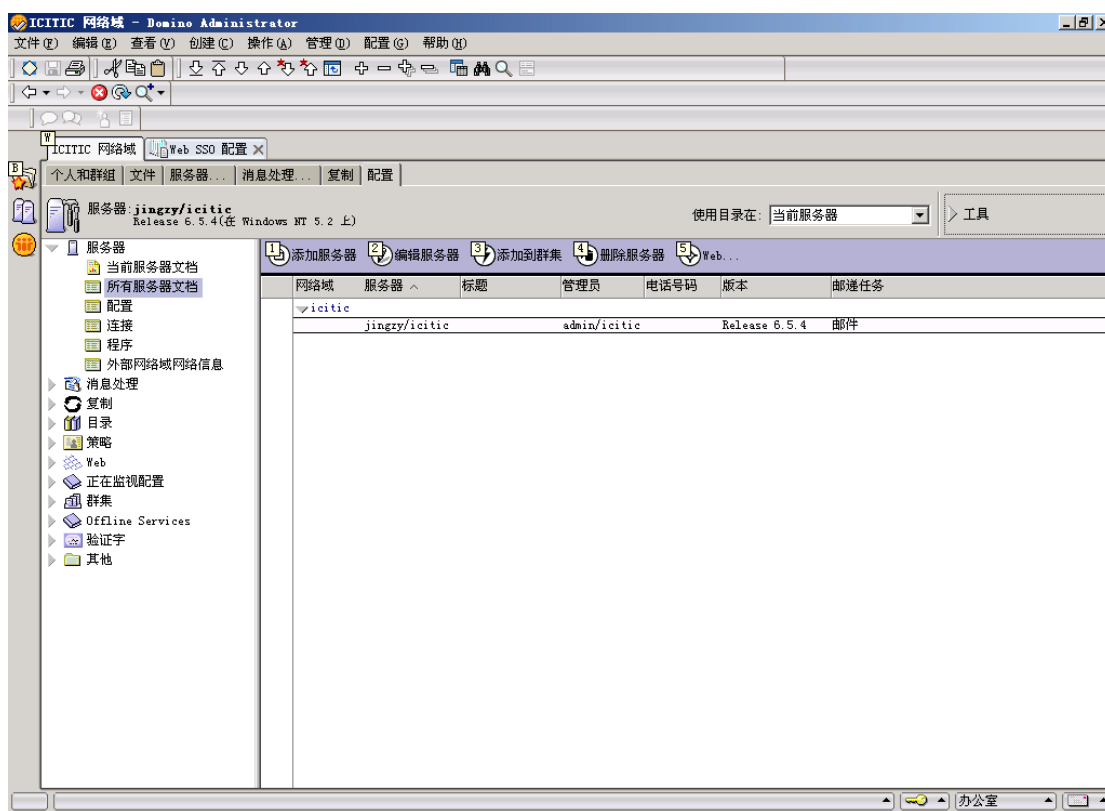 ICITIC 网络域 - Domino Administrator
文件(F) 编辑(E) 查看(V) 创建(C) 操作(A) 管理(D) 配置(G) 帮助(H)
W
ICITIC 网络域 Web SSO 配置
B
个人和群组 文件 服务器... 消息处理... 复制 配置
服务器:jingzy/icitic
Release 6.5.4(在 Windows NT 5.2 上)
使用目录在: 当前服务器
工具
服务器
当前服务器文档
所有服务器文档
配置
连接
程序
外部网络域网络信息
消息处理
复制
目录
策略
Web
正在监视配置
群集
Offline Services
验证字
其他
1 添加服务器 2 编辑服务器 3 添加到群集 4 删除服务器 5 Web...
网络域 服务器 标题 管理员 电话号码 版本 邮递任务
icitic
jingzy/icitic admin/icitic Release 6.5.4 邮件
办公室